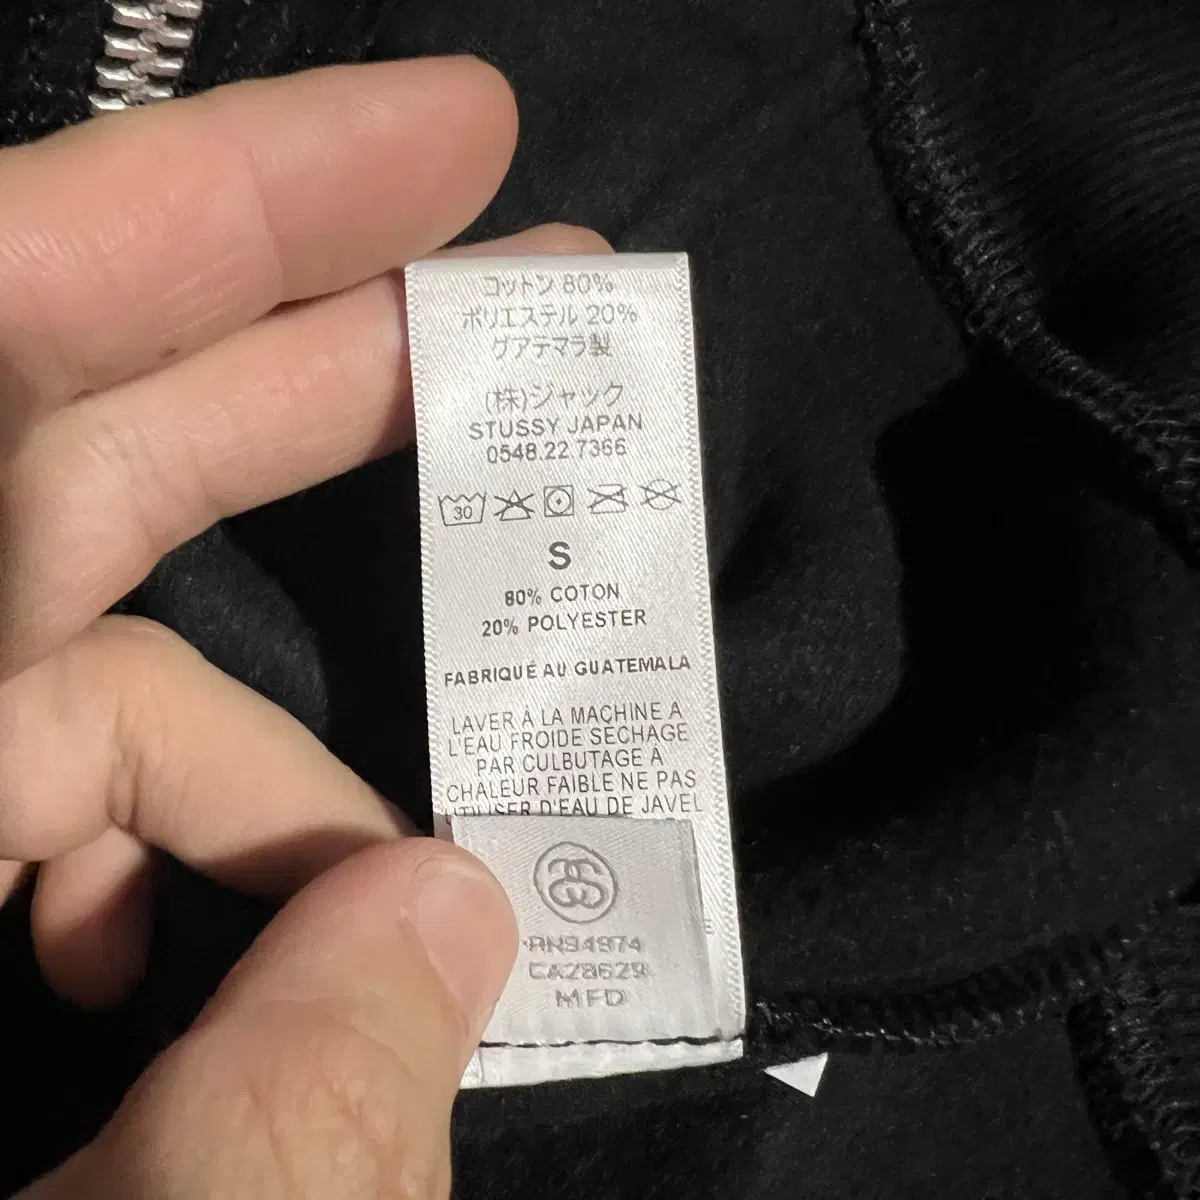 コットン 80%
ポリエステル 20%
グアテマラ製
(株)ジャック
STUSSY JAPAN
0548.22.7366
30
S
80% COTON
20% POLYESTER
FABRIQUÉ AU GUATEMALA
LAVER À LA MACHINE A
L'EAU FROIDE SECHAGE
PAR CULBUTAGE À
CHALEUR FAIBLE NE PAS
UTILISER D'EAU DE JAVEL
RN94974
CA28629
MFD